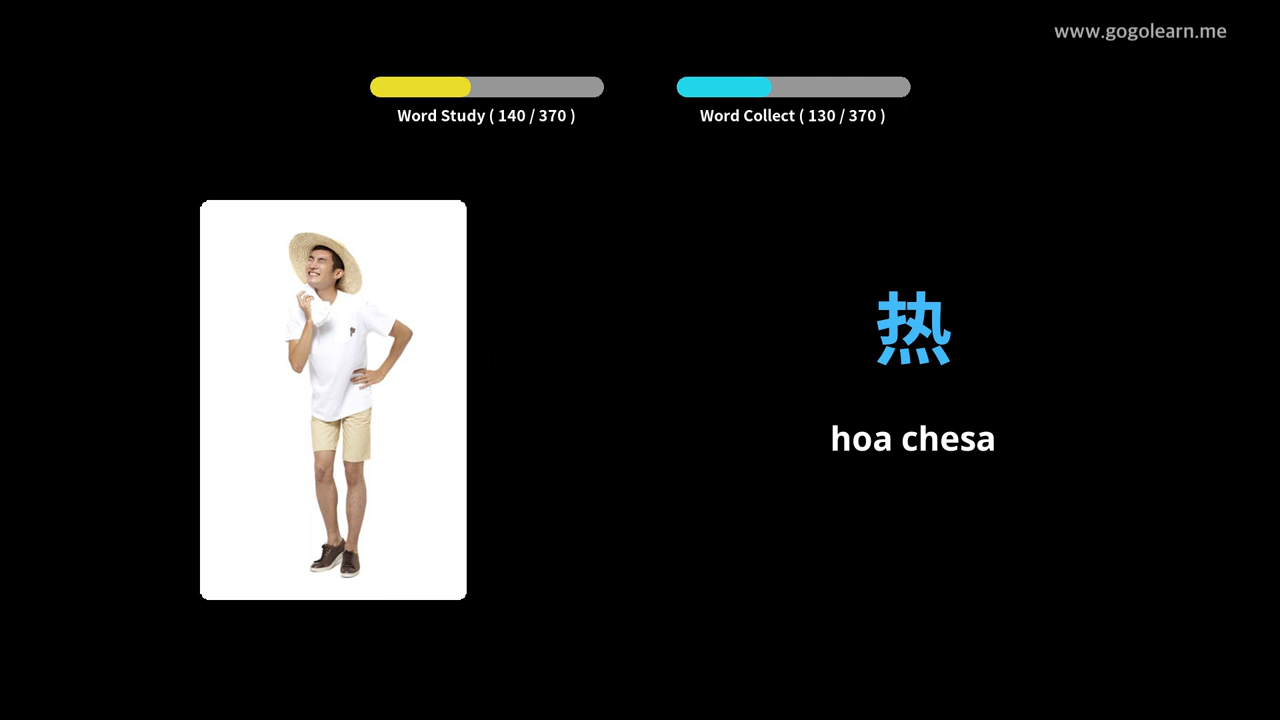 www.gogolearn.me
Word Study ( 140 / 370 )
Word Collect ( 130 / 370 )
热
hoa chesa